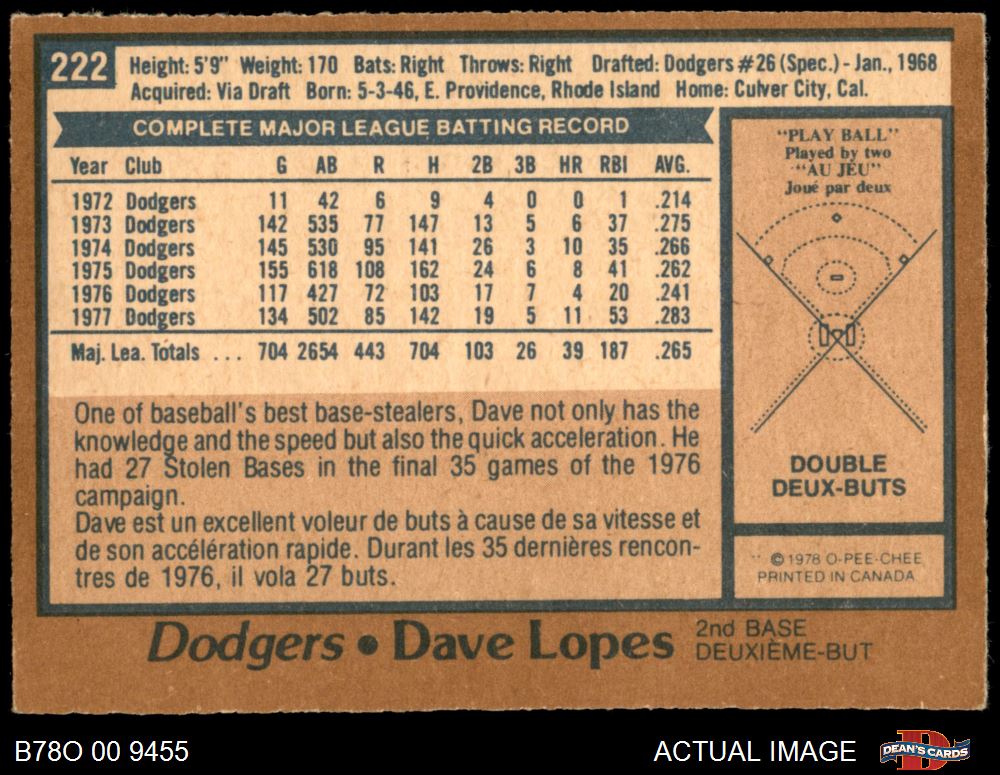 222
Height: 5'9" Weight: 170 Bats: Right Throws: Right Drafted: Dodgers #26 (Spec.) - Jan., 1968
Acquired: Via Draft Born: 5-3-46, E. Providence, Rhode Island Home: Culver City, Cal.
COMPLETE MAJOR LEAGUE BATTING RECORD
Year Club G AB R H 2B 3B HR RBI AVG.
1972 Dodgers 11 42 6 9 4 0 0 1 .214
1973 Dodgers 142 535 77 147 13 5 6 37 .275
1974 Dodgers 145 530 95 141 26 3 10 35 .266
1975 Dodgers 155 618 108 162 24 6 8 41 .262
1976 Dodgers 117 427 72 103 17 7 4 20 .241
1977 Dodgers 134 502 85 142 19 5 11 53 .283
Maj. Lea. Totals ... 704 2654 443 704 103 26 39 187 .265
One of baseball's best base-stealers, Dave not only has the
knowledge and the speed but also the quick acceleration. He
had 27 Stolen Bases in the final 35 games of the 1976
campaign.
Dave est un excellent voleur de buts à cause de sa vitesse et
de son accélération rapide. Durant les 35 dernières rencon-
tres de 1976, il vola 27 buts.
"PLAY BALL"
Played by two
"AU JEU"
Joué par deux
DOUBLE
DEUX-BUTS
© 1978 O-PEE-CHEE
PRINTED IN CANADA
Dodgers • Dave Lopes
2nd BASE
DEUXIÈME-BUT
B78O 00 9455
ACTUAL IMAGE
D
DEAN'S CARDS